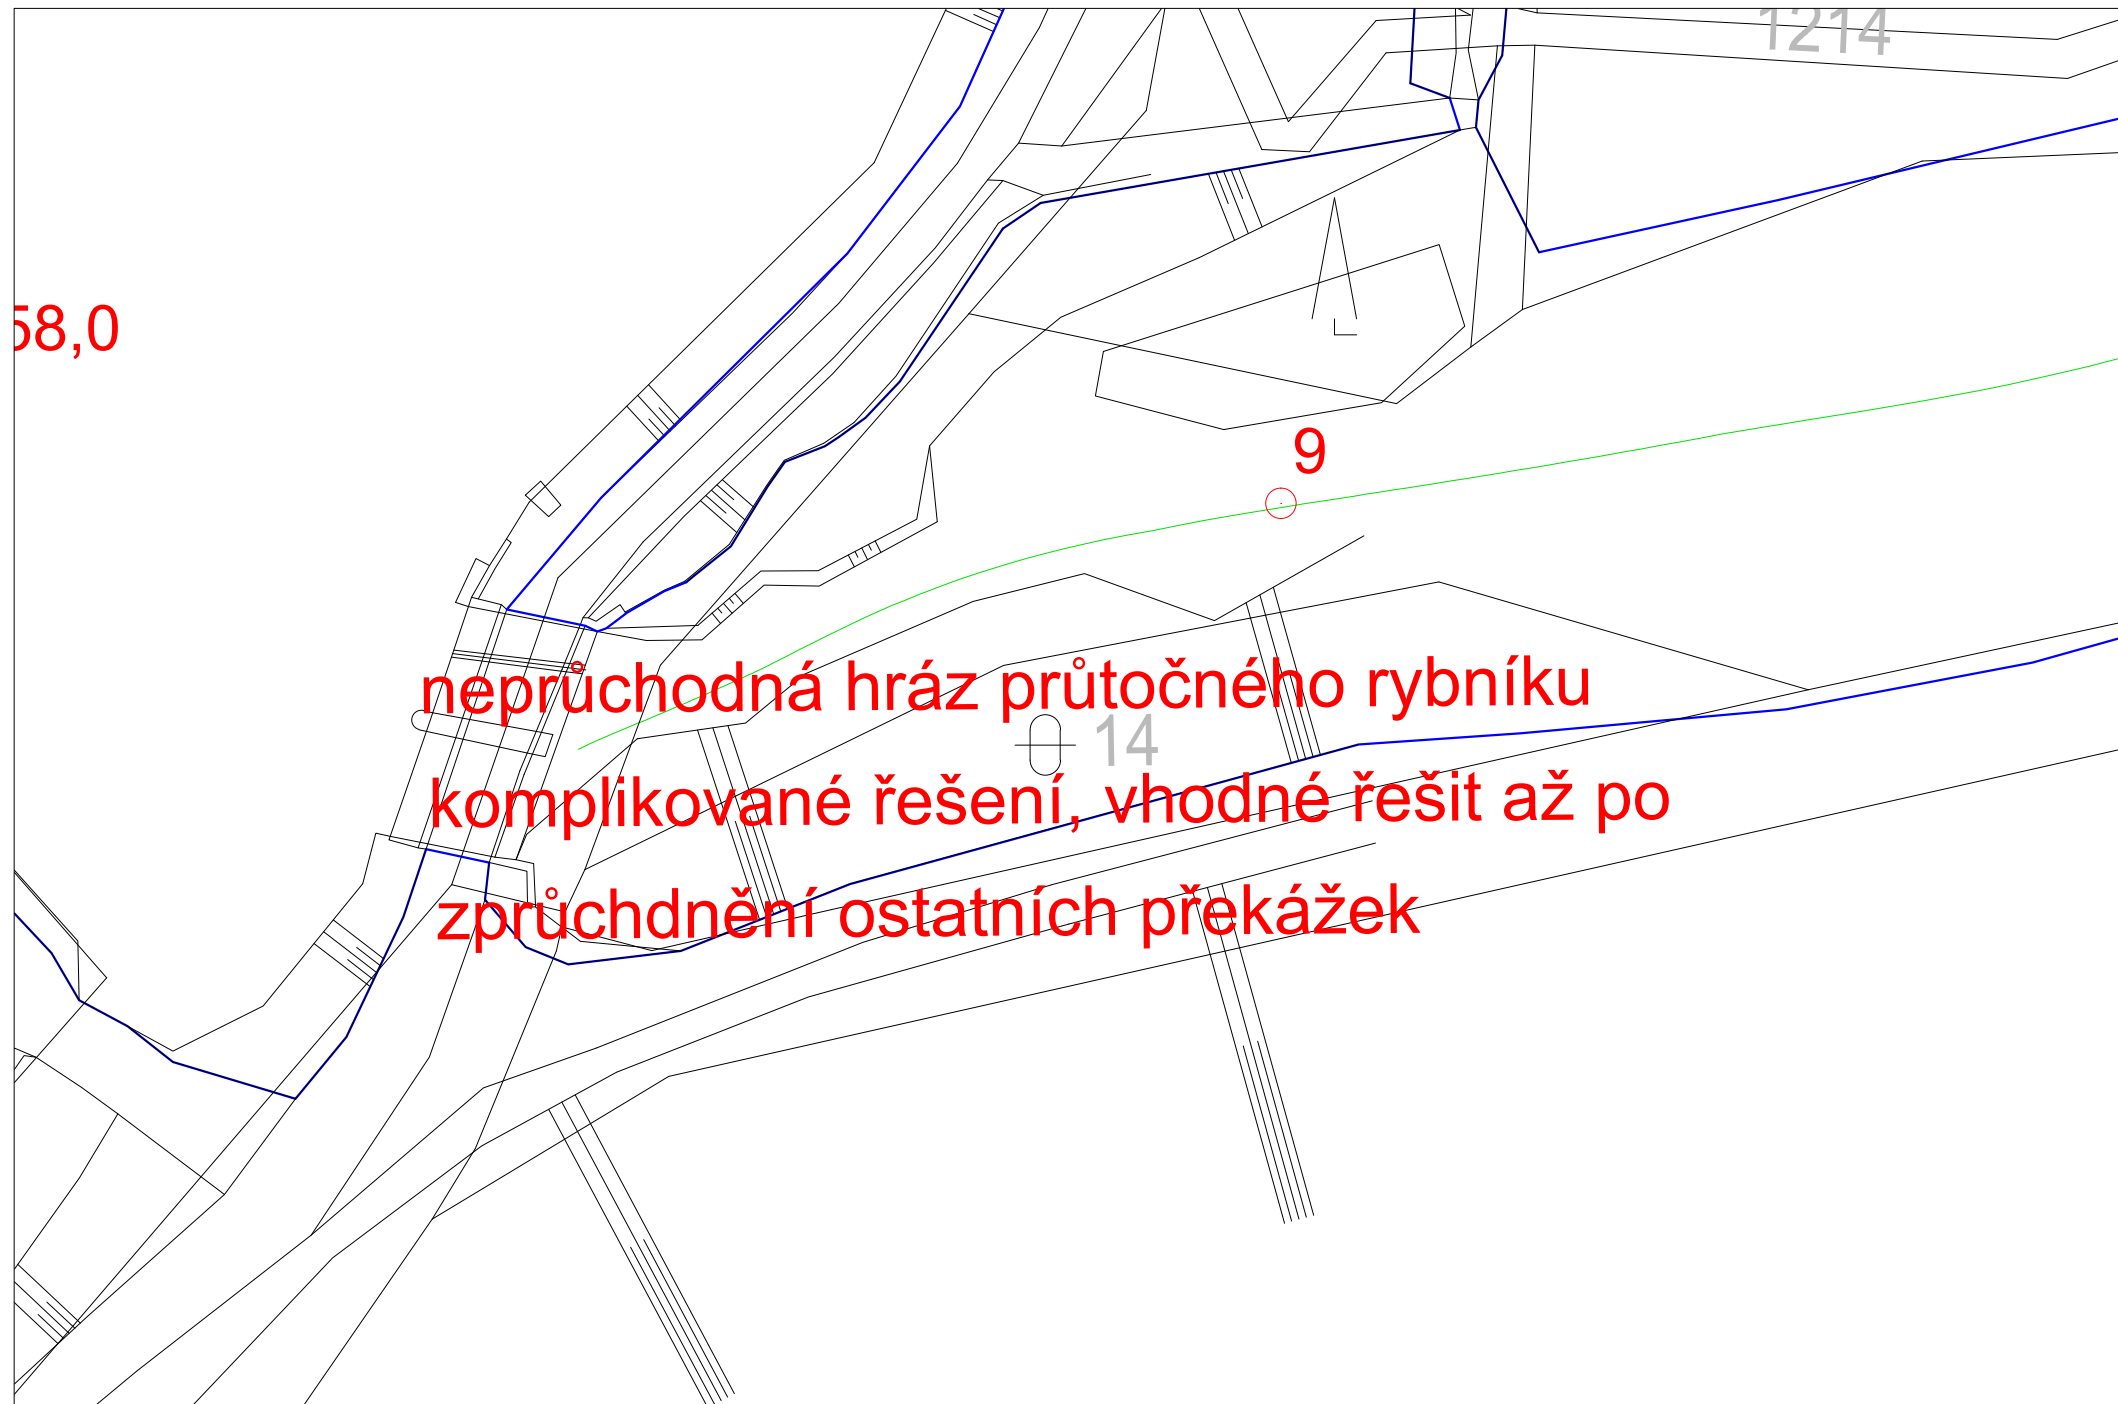 1214
58,0
9
neprůchodná hráz průtočného rybníku
14
komplikované řešení, vhodné řešit až po
zprůchdnění ostatních překážek